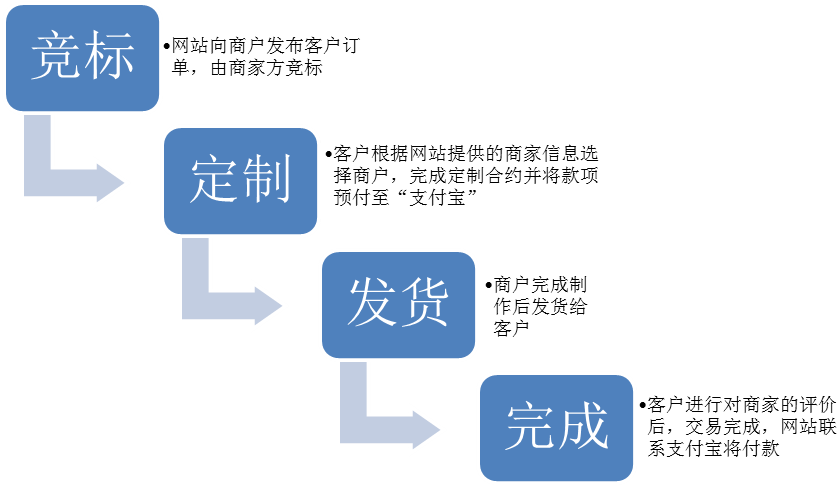 竞标
•网站向商户发布客户订
单，由商家方竞标
定制
•客户根据网站提供的商家信息选
择商户，完成定制合约并将款项
预付至“支付宝”
发货
•商户完成制
作后发货给
客户
完成
•客户进行对商家的评价
后，交易完成，网站联
系支付宝将付款